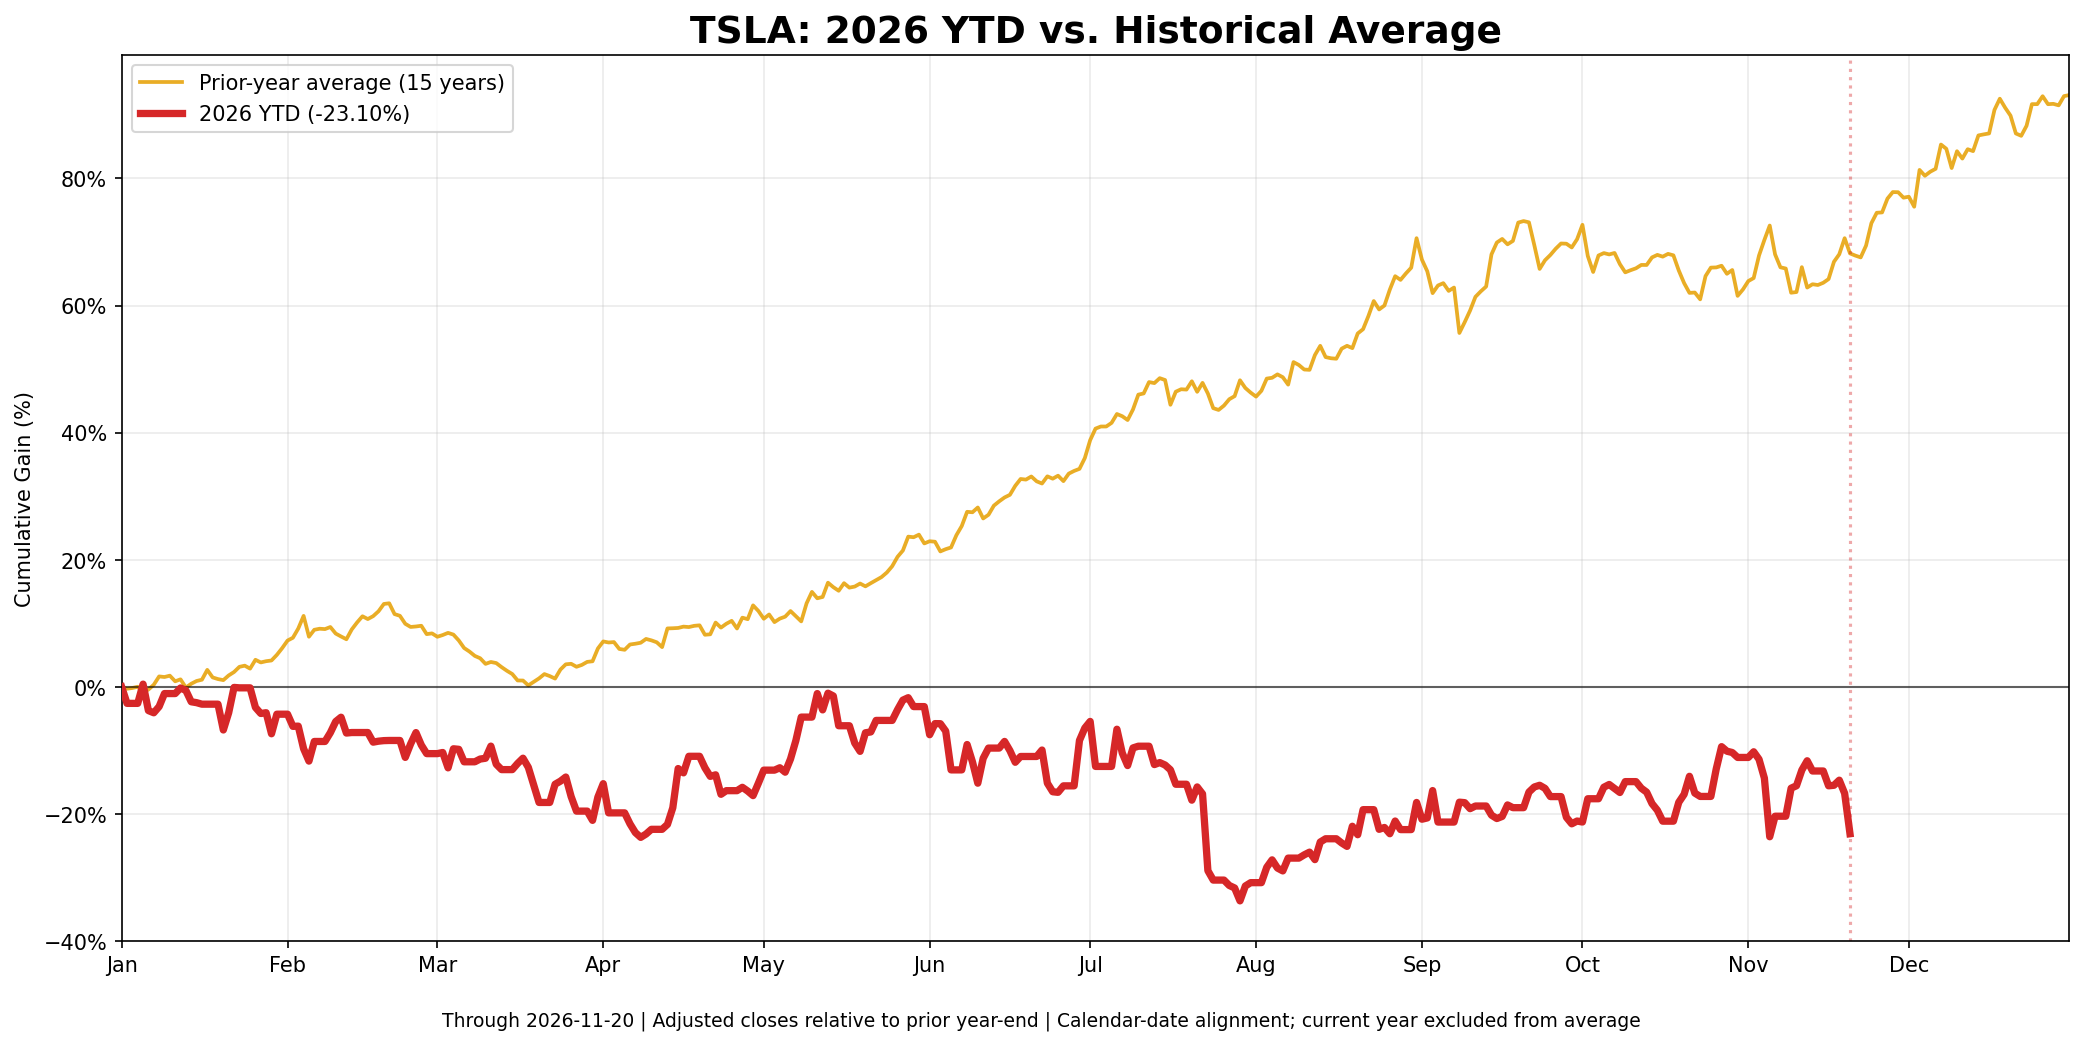 TSLA: 2026 YTD vs. Historical Average
Prior-year average (15 years)
2026 YTD (-23.10%)
Cumulative Gain (%)
80%
60%
40%
20%
0%
−20%
−40%
Jan Feb Mar Apr May Jun Jul Aug Sep Oct Nov Dec
Through 2026-11-20 | Adjusted closes relative to prior year-end | Calendar-date alignment; current year excluded from average